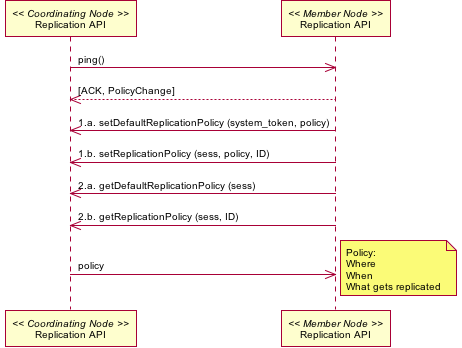 << Coordinating Node >>
Replication API
<< Member Node >>
Replication API
ping()
[ACK, PolicyChange]
1.a. setDefaultReplicationPolicy (system_token, policy)
1.b. setReplicationPolicy (sess, policy, ID)
2.a. getDefaultReplicationPolicy (sess)
2.b. getReplicationPolicy (sess, ID)
policy
Policy:
Where
When
What gets replicated
<< Coordinating Node >>
Replication API
<< Member Node >>
Replication API